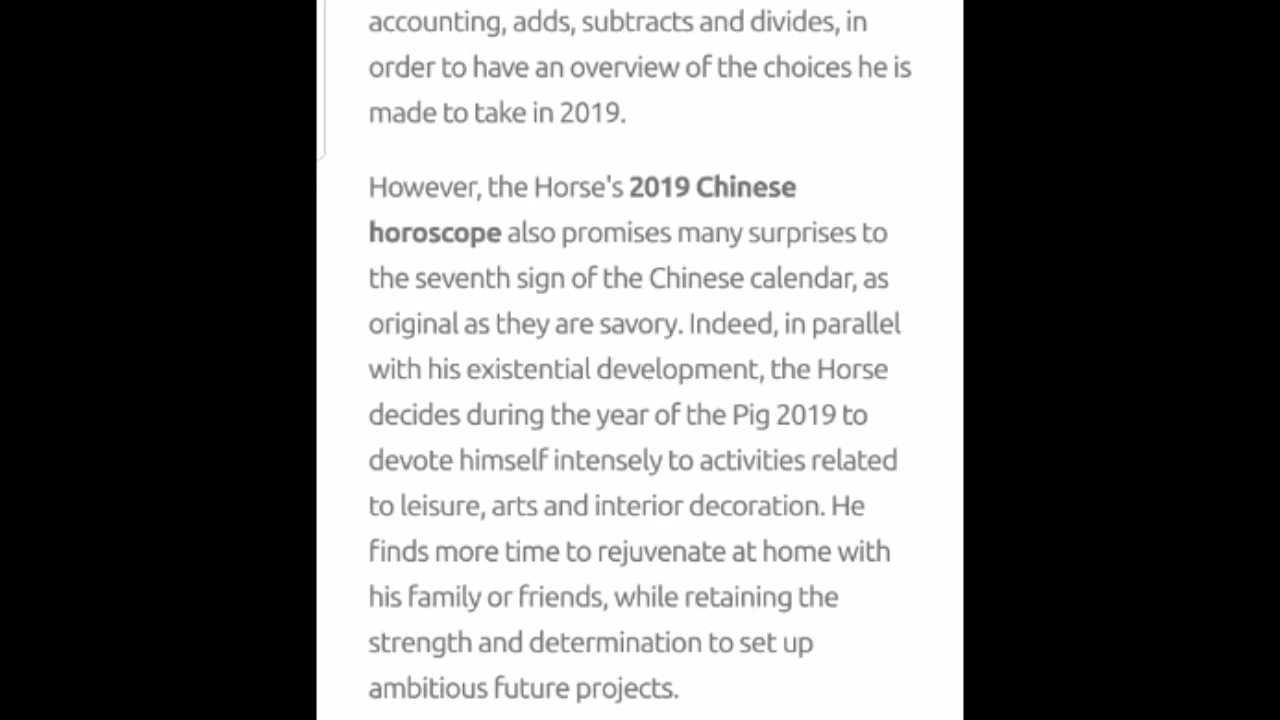 accounting, adds, subtracts and divides, in
order to have an overview of the choices he is
made to take in 2019.
However, the Horse's 2019 Chinese
horoscope also promises many surprises to
the seventh sign of the Chinese calendar, as
original as they are savory. Indeed, in parallel
with his existential development, the Horse
decides during the year of the Pig 2019 to
devote himself intensely to activities related
to leisure, arts and interior decoration. He
finds more time to rejuvenate at home with
his family or friends, while retaining the
strength and determination to set up
ambitious future projects.